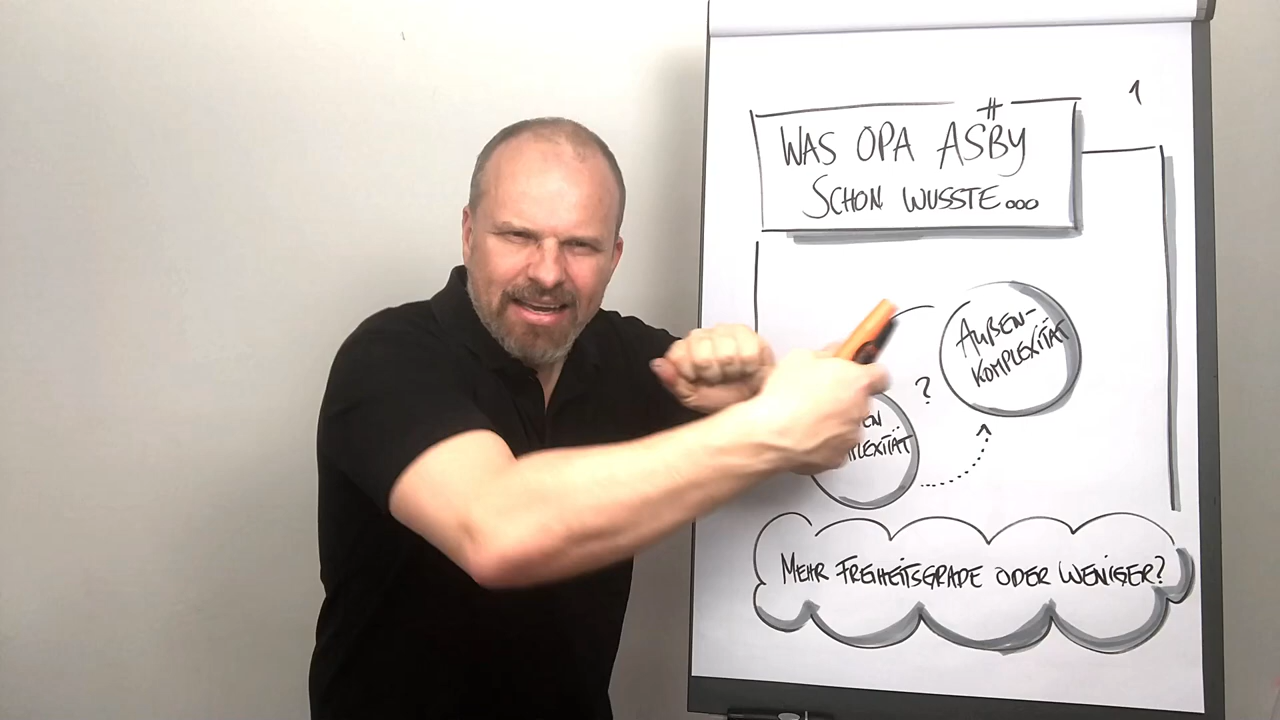 1
#
WAS OPA ASBY
SCHON WUSSTE...
AUßEN-
KOMPLEXITÄT
?
MEHR FREIHEITSGRADE ODER WENIGER?